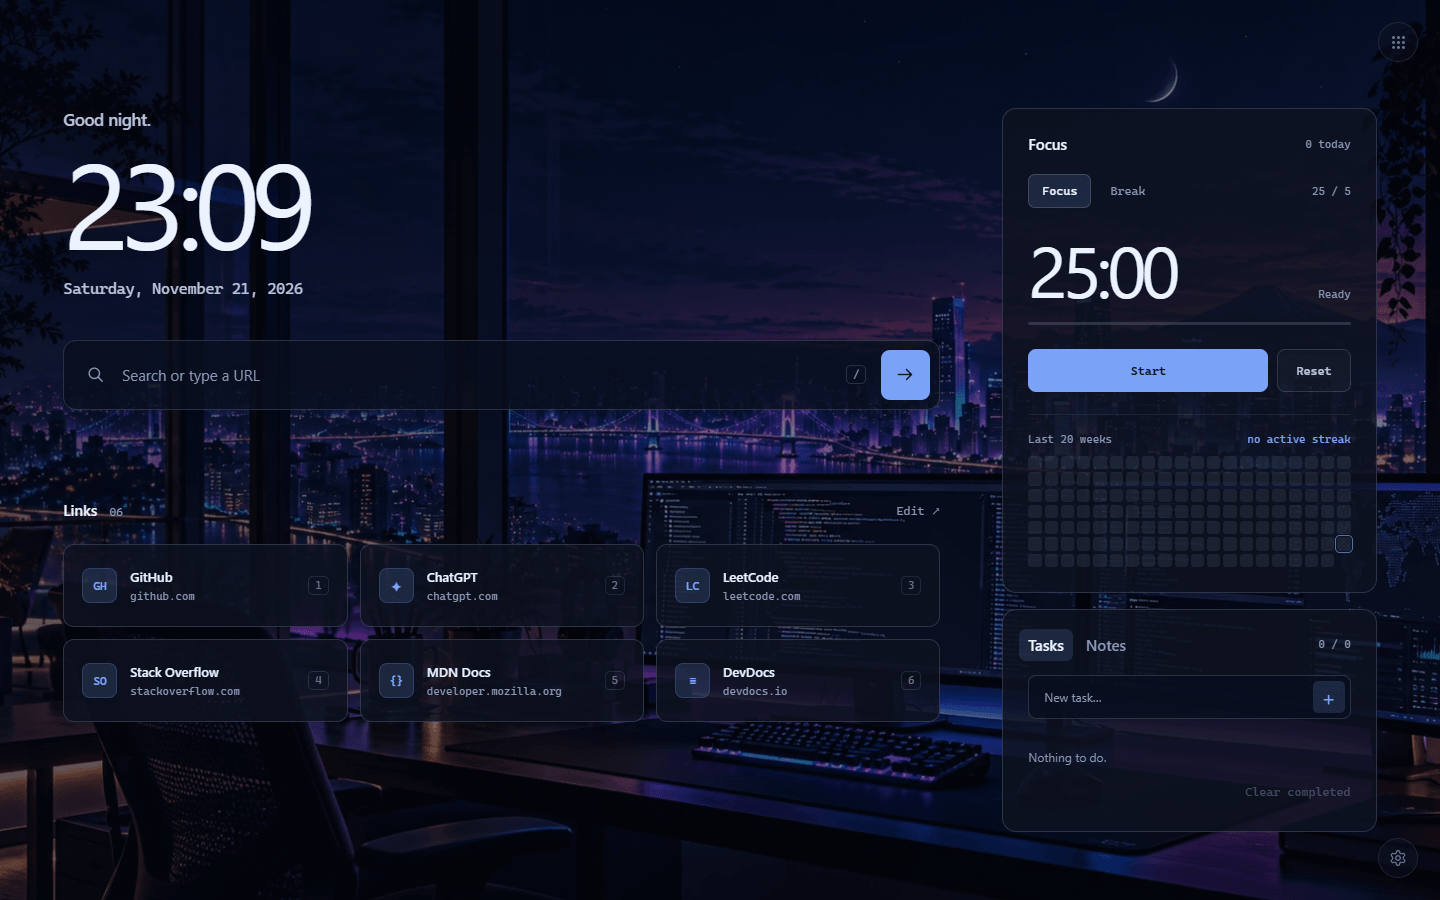 Good night.
23:09
Saturday, November 21, 2026
Search or type a URL
/
Links 06
Edit ↗
GH
GitHub
github.com
1
✦
ChatGPT
chatgpt.com
2
LC
LeetCode
leetcode.com
3
SO
Stack Overflow
stackoverflow.com
4
{}
MDN Docs
developer.mozilla.org
5
≡
DevDocs
devdocs.io
6
Focus
0 today
Focus
Break
25 / 5
25:00
Ready
Start
Reset
Last 20 weeks
no active streak
Tasks
Notes
0 / 0
New task...
+
Nothing to do.
Clear completed